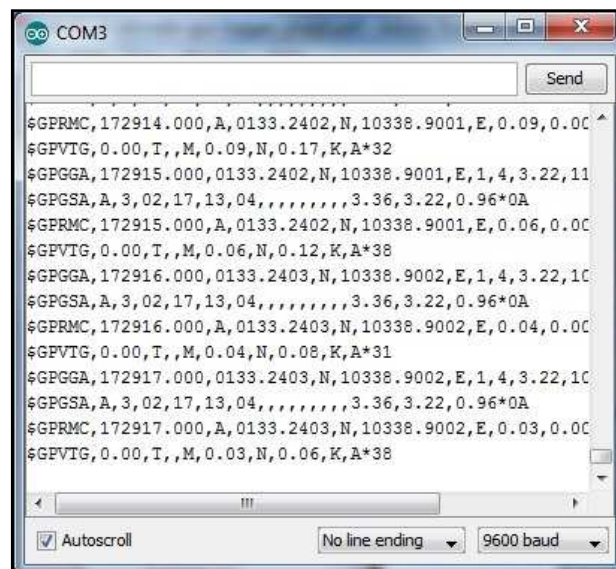 COM3
Send
$GPRMC,172914.000,A,0133.2402,N,10338.9001,E,0.09,0.00
$GPVTG,0.00,T,,M,0.09,N,0.17,K,A*32
$GPGGA,172915.000,0133.2402,N,10338.9001,E,1,4,3.22,11
$GPGSA,A,3,02,17,13,04,,,,,,,,,3.36,3.22,0.96*0A
$GPRMC,172915.000,A,0133.2402,N,10338.9001,E,0.06,0.00
$GPVTG,0.00,T,,M,0.06,N,0.12,K,A*38
$GPGGA,172916.000,0133.2403,N,10338.9002,E,1,4,3.22,10
$GPGSA,A,3,02,17,13,04,,,,,,,,,3.36,3.22,0.96*0A
$GPRMC,172916.000,A,0133.2403,N,10338.9002,E,0.04,0.00
$GPVTG,0.00,T,,M,0.04,N,0.08,K,A*31
$GPGGA,172917.000,0133.2403,N,10338.9002,E,1,4,3.22,10
$GPGSA,A,3,02,17,13,04,,,,,,,,,3.36,3.22,0.96*0A
$GPRMC,172917.000,A,0133.2403,N,10338.9002,E,0.03,0.00
$GPVTG,0.00,T,,M,0.03,N,0.06,K,A*38
Autoscroll
No line ending
9600 baud